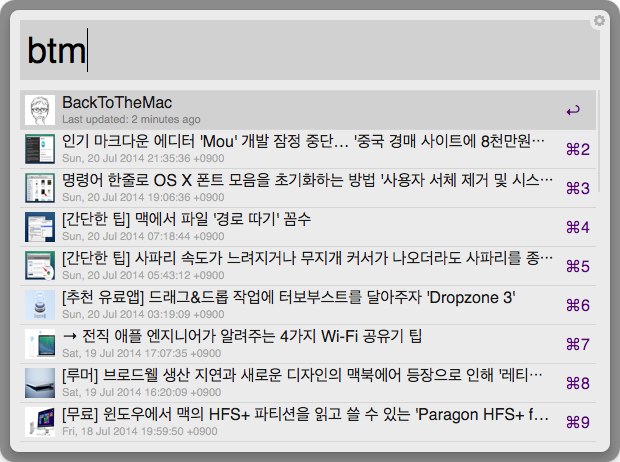 btm
BackToTheMac
Last updated: 2 minutes ago
인기 마크다운 에디터 'Mou' 개발 잠정 중단… '중국 경매 사이트에 8천만원…
Sun, 20 Jul 2014 21:35:36 +0900
⌘2
명령어 한줄로 OS X 폰트 모음을 초기화하는 방법 '사용자 서체 제거 및 시스…
Sun, 20 Jul 2014 19:06:36 +0900
⌘3
[간단한 팁] 맥에서 파일 '경로 따기' 꼼수
Sun, 20 Jul 2014 07:18:44 +0900
⌘4
[간단한 팁] 사파리 속도가 느려지거나 무지개 커서가 나오더라도 사파리를 종…
Sun, 20 Jul 2014 05:43:12 +0900
⌘5
[추천 유료앱] 드래그&드롭 작업에 터보부스트를 달아주자 'Dropzone 3'
Sun, 20 Jul 2014 03:19:09 +0900
⌘6
→ 전직 애플 엔지니어가 알려주는 4가지 Wi-Fi 공유기 팁
Sat, 19 Jul 2014 17:07:35 +0900
⌘7
[루머] 브로드웰 생산 지연과 새로운 디자인의 맥북에어 등장으로 인해 '레티…
Sat, 19 Jul 2014 16:20:09 +0900
⌘8
[무료] 윈도우에서 맥의 HFS+ 파티션을 읽고 쓸 수 있는 'Paragon HFS+ f…
Fri, 18 Jul 2014 19:59:50 +0900
⌘9